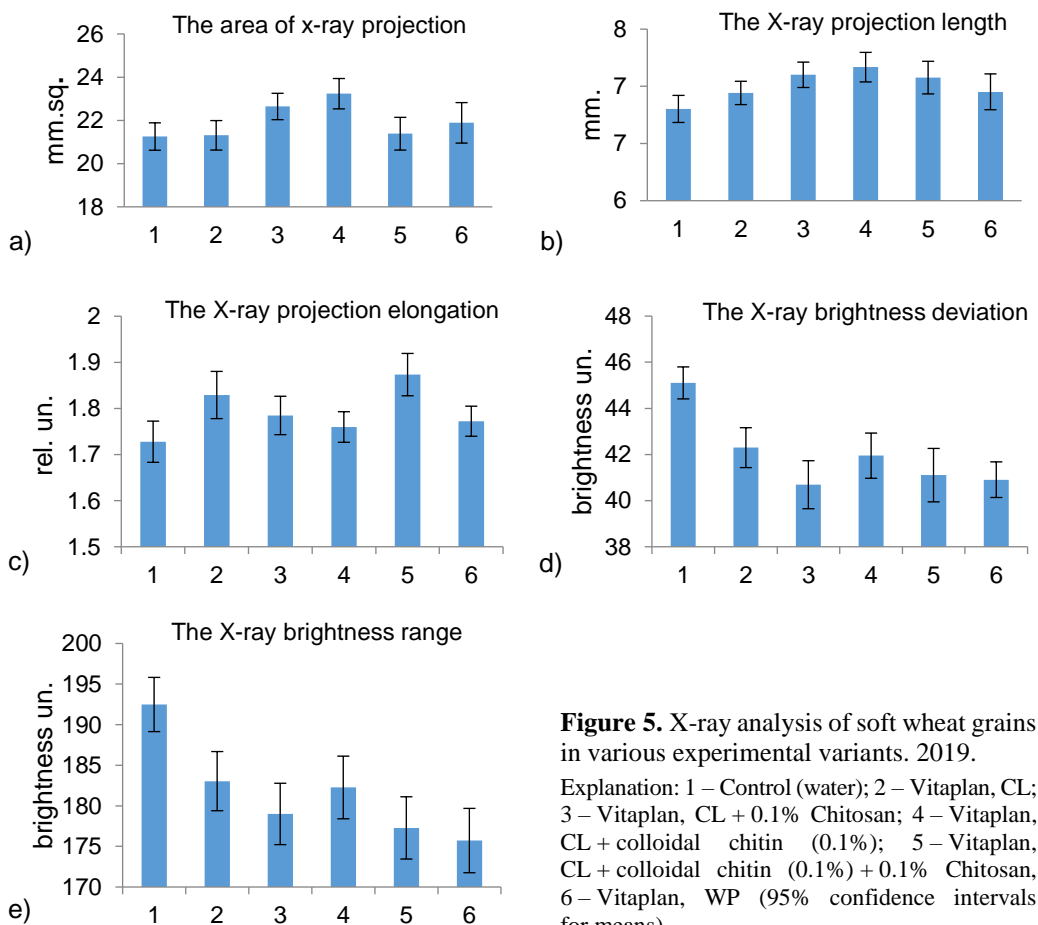 The area of x-ray projection
26
24
22
20
18
mm.sq.
1 2 3 4 5 6
a)
The X-ray projection length
8
7
7
6
mm.
1 2 3 4 5 6
b)
The X-ray projection elongation
2
1.9
1.8
1.7
1.6
1.5
rel. un.
1 2 3 4 5 6
c)
The X-ray brightness deviation
48
46
44
42
40
38
brightness un.
1 2 3 4 5 6
d)
The X-ray brightness range
200
195
190
185
180
175
170
brightness un.
1 2 3 4 5 6
e)
Figure 5. X-ray analysis of soft wheat grains
in various experimental variants. 2019.
Explanation: 1 – Control (water); 2 – Vitaplan, CL;
3 – Vitaplan, CL + 0.1% Chitosan; 4 – Vitaplan,
CL + colloidal chitin (0.1%); 5 – Vitaplan,
CL + colloidal chitin (0.1%) + 0.1% Chitosan,
6 – Vitaplan, WP (95% confidence intervals
for means)